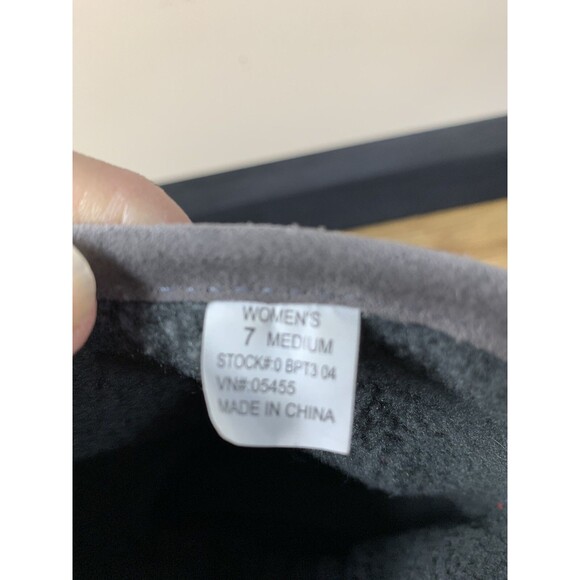 WOMEN'S
7 MEDIUM
STOCK#:0 BPT3 04
VN#:05455
MADE IN CHINA